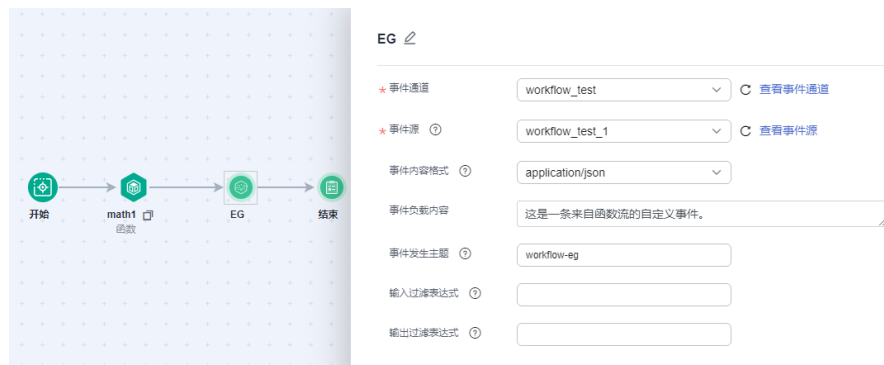 EG
* 事件通道 workflow_test 查看事件通道
* 事件源 workflow_test_1 查看事件源
事件内容格式 application/json
事件负载内容 这是一条来自函数流的自定义事件。
事件发生主题 workflow-eg
输入过滤表达式
输出过滤表达式
开始 math1 EG 结束
函数